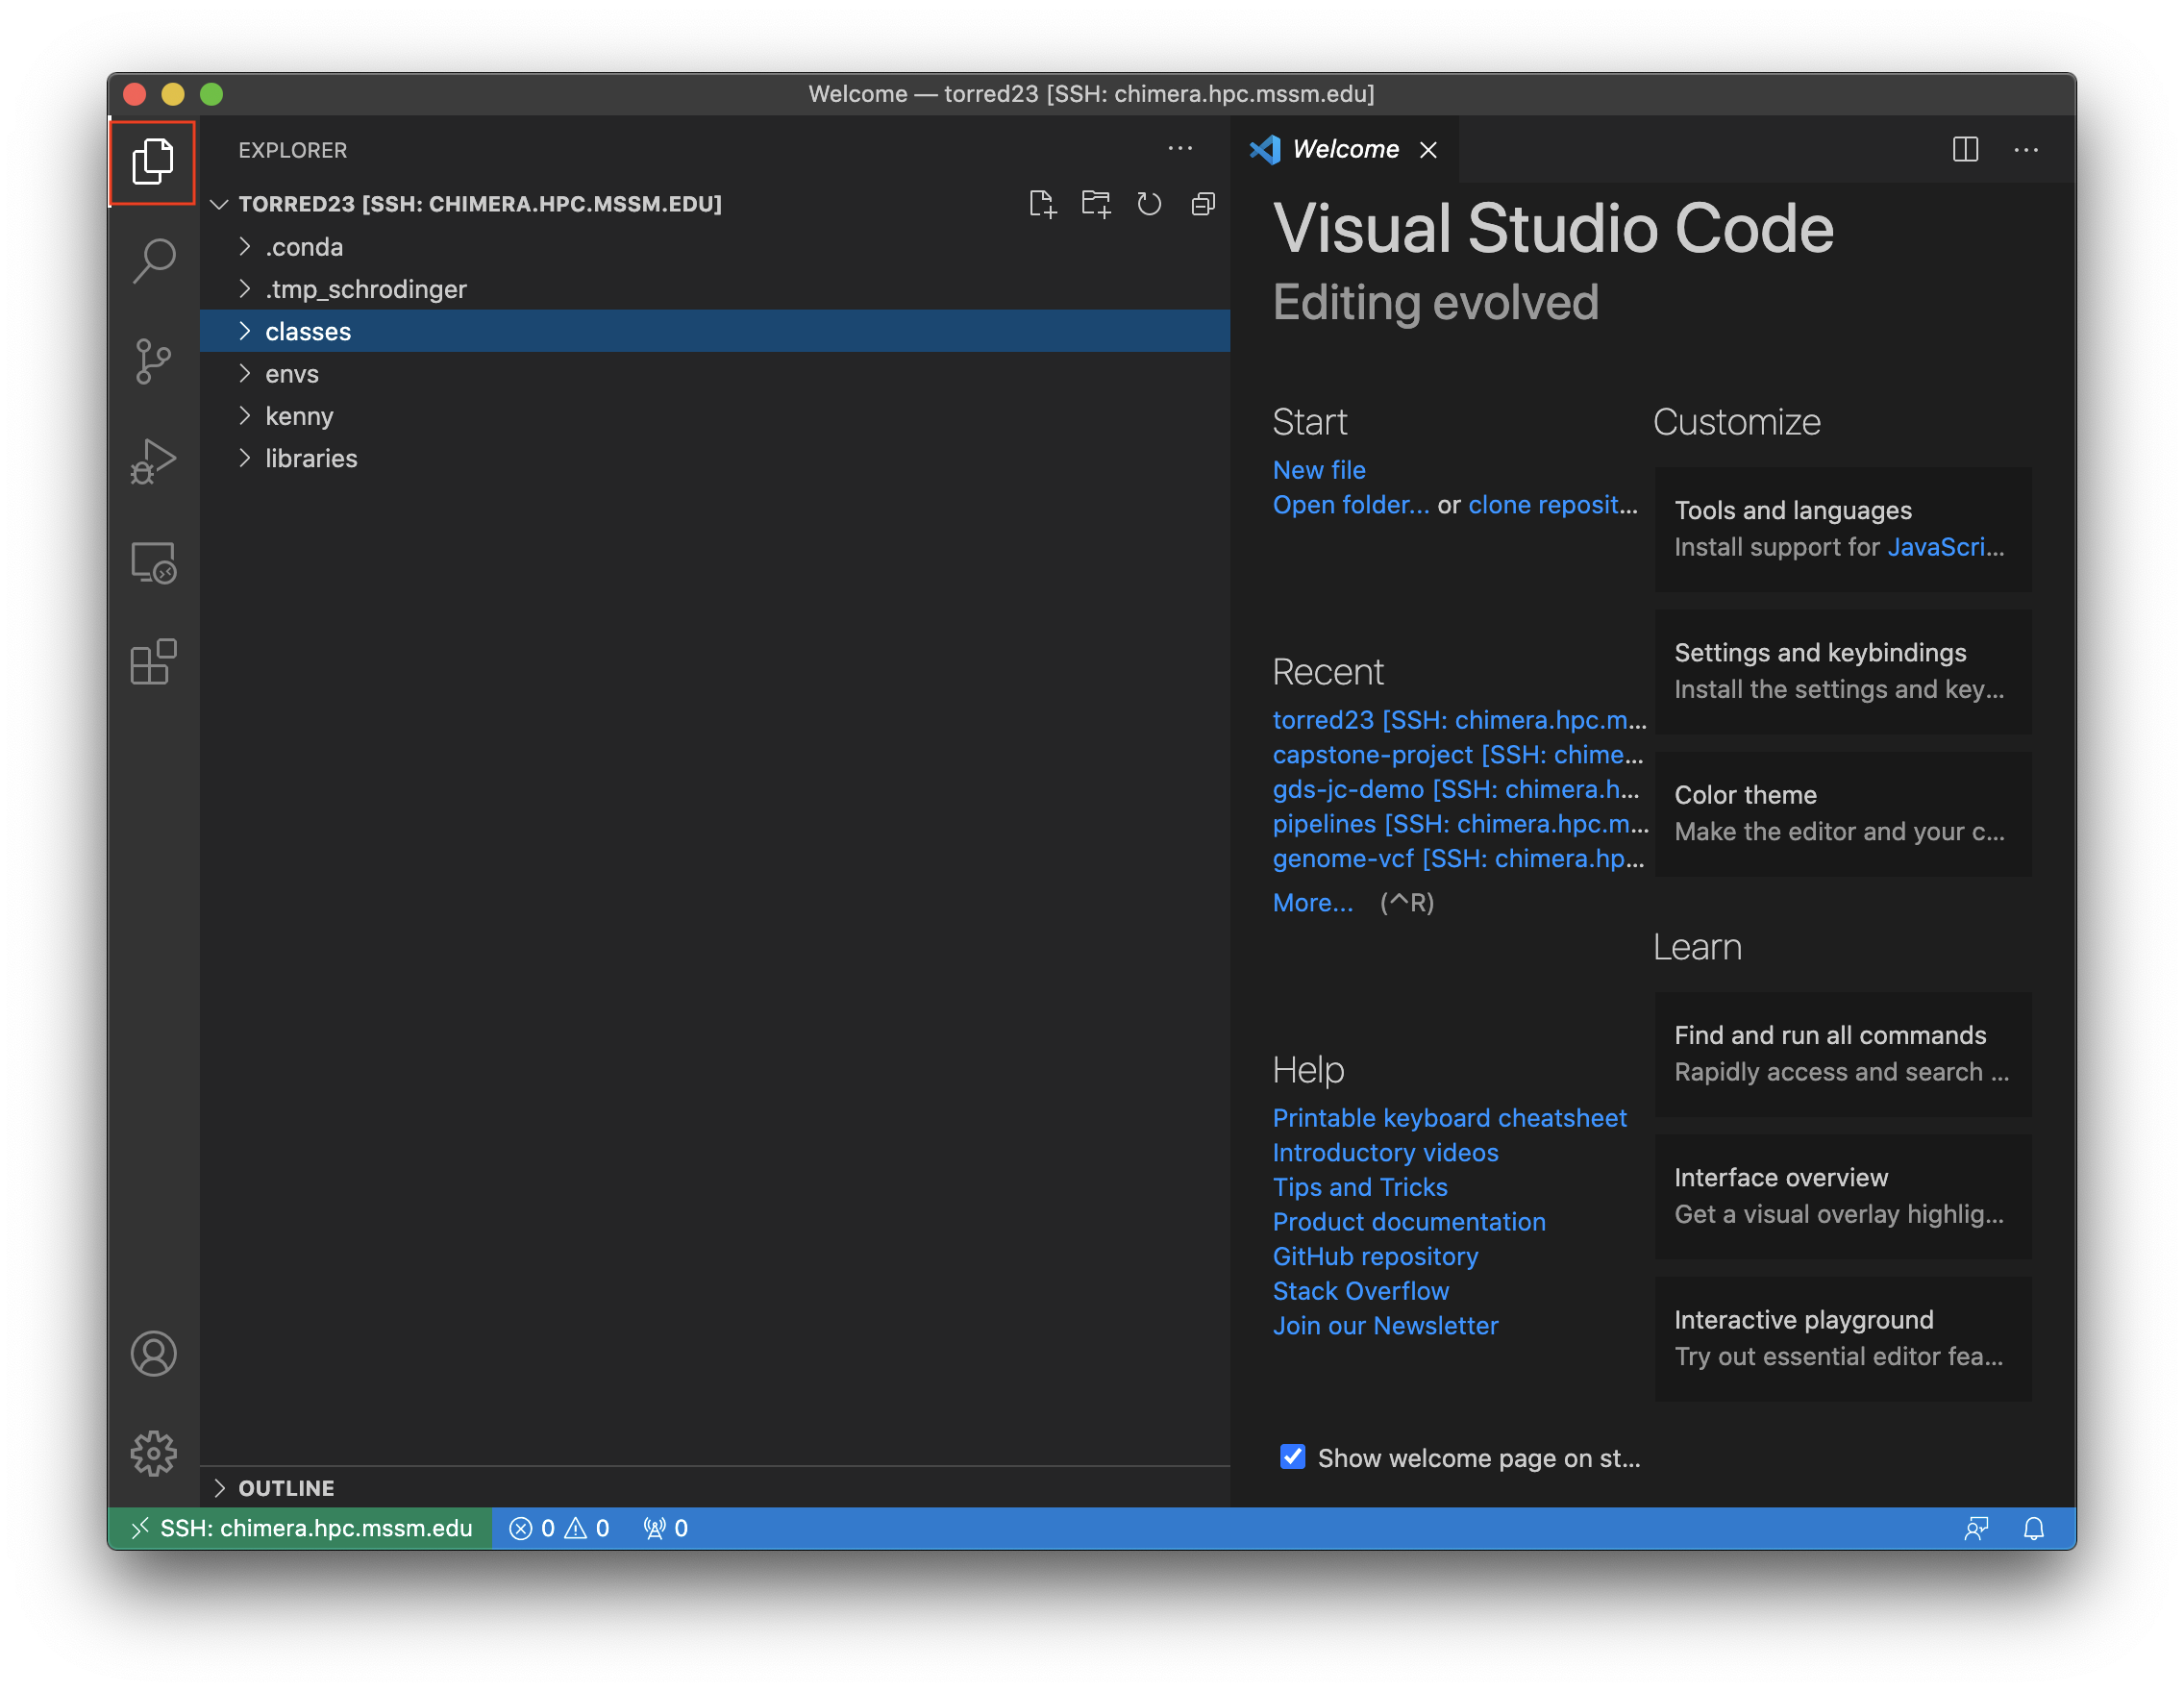 Welcome — torred23 [SSH: chimera.hpc.mssm.edu]
EXPLORER
TORRED23 [SSH: CHIMERA.HPC.MSSM.EDU]
.conda
.tmp_schrodinger
classes
envs
kenny
libraries
OUTLINE
Welcome
Visual Studio Code
Editing evolved
Start
New file
Open folder... or clone reposit...
Recent
torred23 [SSH: chimera.hpc.m...
capstone-project [SSH: chime...
gds-jc-demo [SSH: chimera.h...
pipelines [SSH: chimera.hpc.m...
genome-vcf [SSH: chimera.hp...
More... (^R)
Help
Printable keyboard cheatsheet
Introductory videos
Tips and Tricks
Product documentation
GitHub repository
Stack Overflow
Join our Newsletter
Show welcome page on st...
Customize
Tools and languages
Install support for JavaScri...
Settings and keybindings
Install the settings and key...
Color theme
Make the editor and your c...
Learn
Find and run all commands
Rapidly access and search ...
Interface overview
Get a visual overlay highlig...
Interactive playground
Try out essential editor fea...
SSH: chimera.hpc.mssm.edu 0 0 0